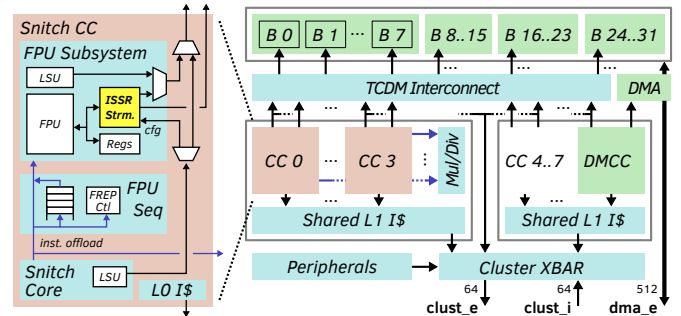 Snitch CC
FPU Subsystem
LSU
FPU
ISSR
Strm.
cfg
Regs
FPU
Seq
FREP
Ctl
inst. offload
Snitch
Core
LSU
L0 I$
B 0
B 1
...
B 7
B 8..15
B 16..23
B 24..31
...
...
...
TCDM Interconnect
DMA
...
...
CC 0
...
CC 3
...
...
Mul/Div
CC 4..7
DMCC
...
...
Shared L1 I$
Shared L1 I$
Peripherals
Cluster XBAR
64
64
512
clust_e
clust_i
dma_e